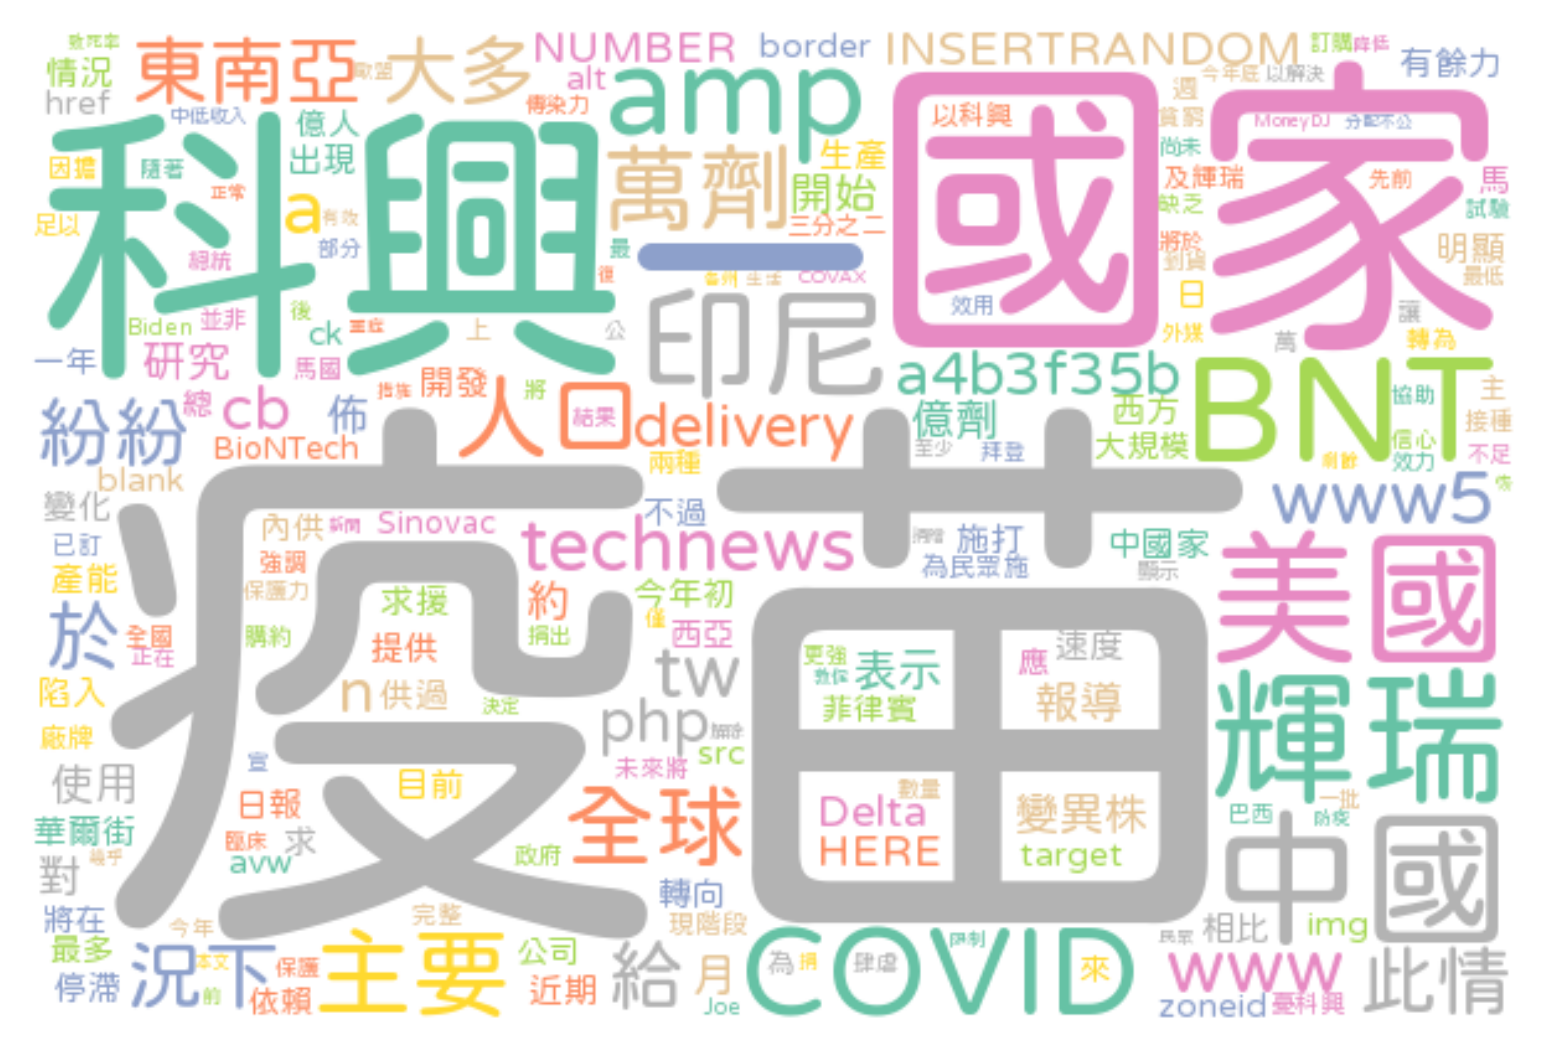 致死率
東南亞
歐盟
大多
NUMBER
border
INSERTRANDOM
訂購
降低
情況
alt
amp
今年底
以解決
有餘力
href
中低收入
傳染力
週
科興
億人
國家
以科興
貧窮
MoneyDJ
分配不公
因擔
隨著
出現
萬劑
生產
尚未
正常
開始
及輝瑞
先前
馬
足以
a
有效
三分之二
缺乏
試驗
部分
最
一
將於
到貨
明顯
總統
復
生活
COVAX
最低
後
印尼
日
效用
讓
Biden
並非
ck
重症
上
公
外媒
萬
轉為
一年
研究
馬國
措施
開發
將
a4b3f35b
BNT
協助
主
紛紛
總
cb
佈
人口
結果
delivery
億劑
西方
接種
BioNTech
至少
拜登
大規模
信心
效力
不足
blank
兩種
剩餘
疫苗
www5
恢
變化
內供
新聞
Sinovac
不過
施打
中國家
已訂
強調
technews
為民眾施
顯示
美國
產能
保護力
求援
約
今年初
於
全國
購約
捐出
僅
西亞
正在
提供
tw
更強
表示
應
速度
陷入
n
供過
決定
php
菲律賓
報導
輝瑞
廠牌
宣
src
未來將
使用
目前
數量
日報
全球
Delta
變異株
巴西
一批
防疫
華爾街
臨床
求
HERE
target
中國
對
幾乎
avw
政府
將在
今年
完整
轉向
現階段
相比
img
最多
況下
本文
保護
主要
公司
給
月
COVID
限制
民眾
www
此情
停滯
前
依賴
近期
Joe
為
捐
肆虐
來
zoneid
憂科興